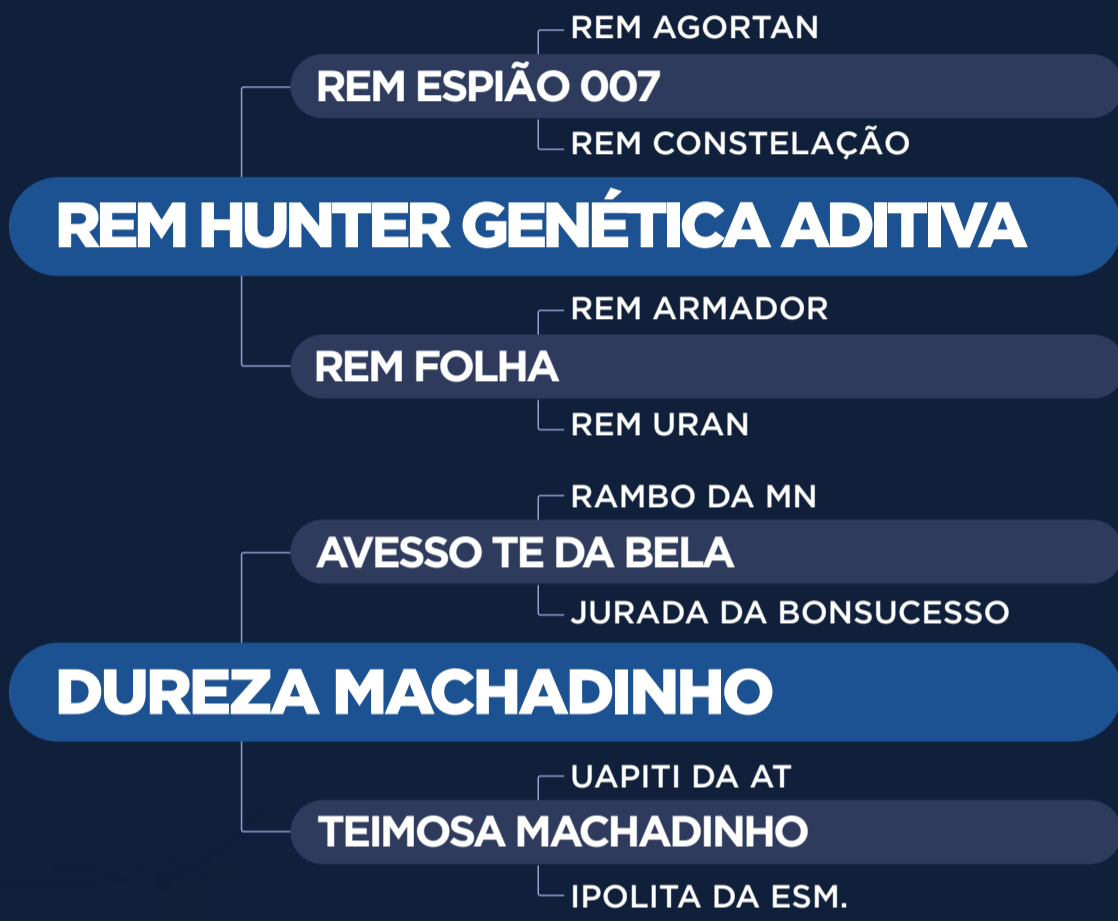 REM AGORTAN
REM ESPIÃO 007
REM CONSTELAÇÃO
REM HUNTER GENÉTICA ADITIVA
REM ARMADOR
REM FOLHA
REM URAN
RAMBO DA MN
AVESSO TE DA BELA
JURADA DA BONSUCESSO
DUREZA MACHADINHO
UAPITI DA AT
TEIMOSA MACHADINHO
IPOLITA DA ESM.